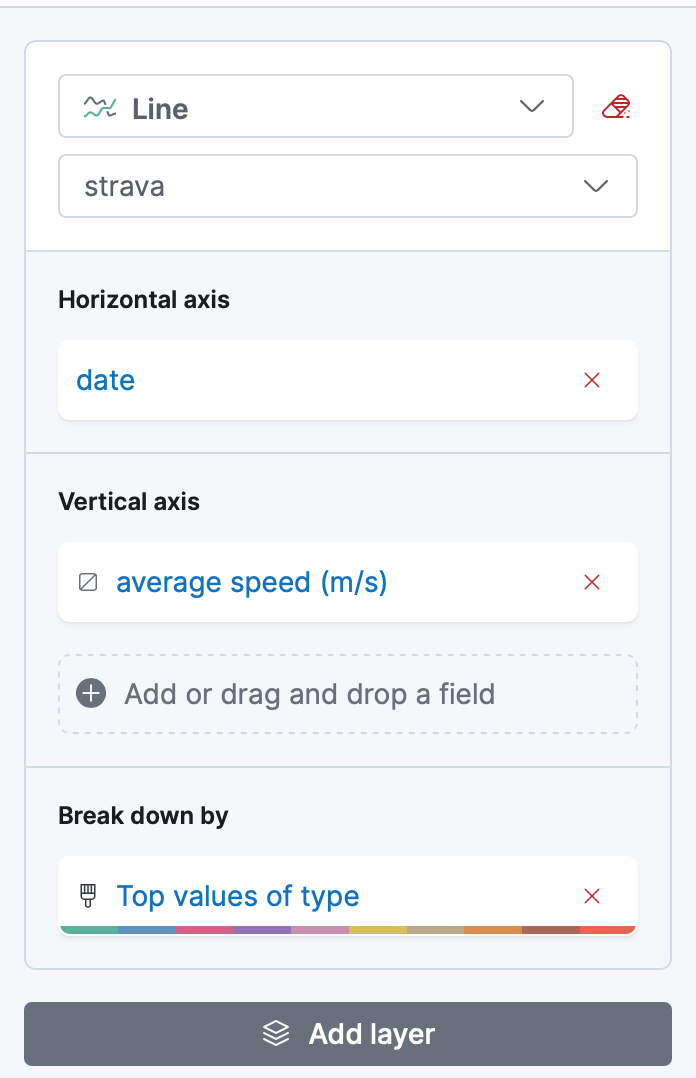 Line
strava
Horizontal axis
date
Vertical axis
average speed (m/s)
Add or drag and drop a field
Break down by
Top values of type
Add layer